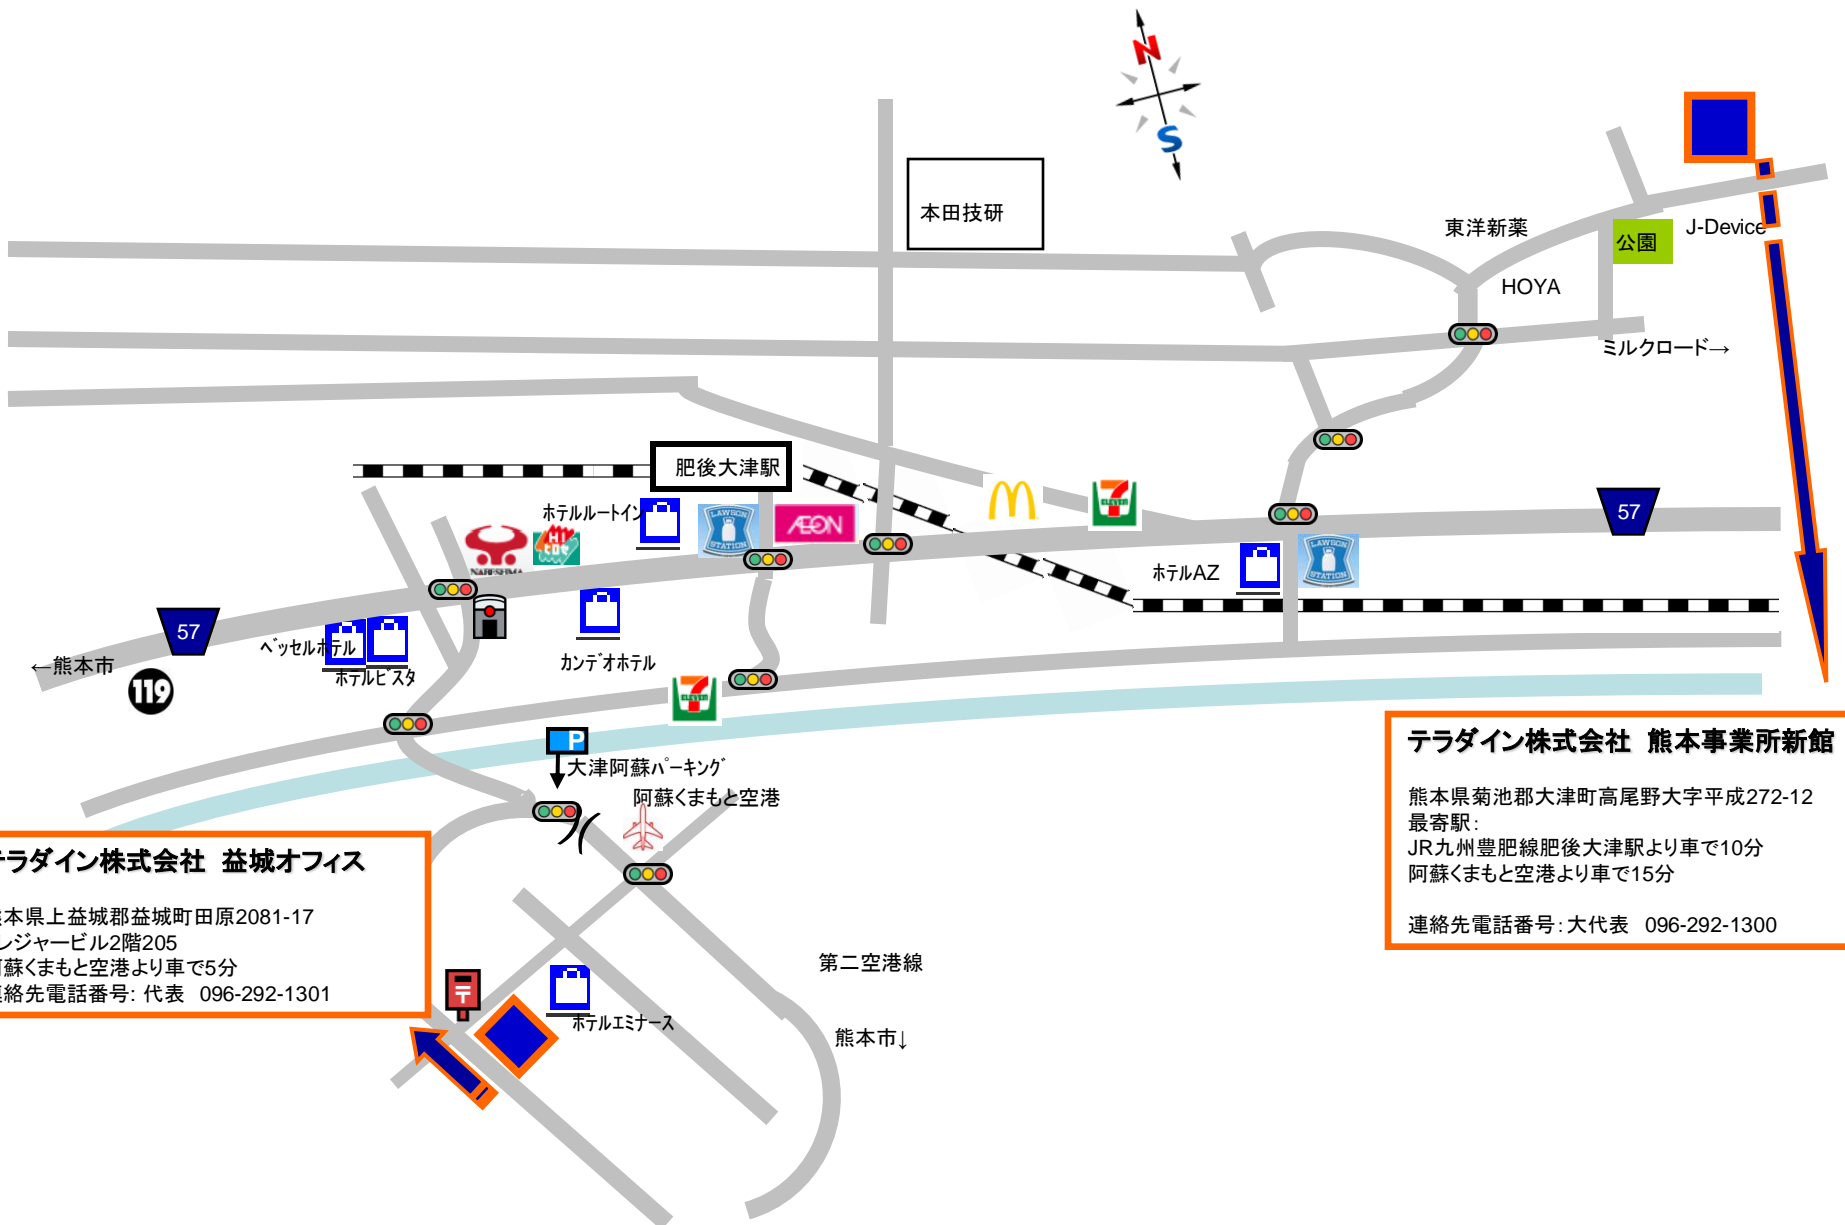 N
S
本田技研
東洋新薬
公園
J-Device
HOYA
ミルクロード→
肥後大津駅
ホテルルートイン
LAWSON
STATION
ÆON
7
ELEVEN
57
NABESHIMA
ホテルAZ
LAWSON
STATION
57
ベッセルホテル
←熊本市
ホテルビスタ
カンデオホテル
119
7
ELEVEN
P
大津阿蘇パーキング
阿蘇くまもと空港
テラダイン株式会社 熊本事業所新館
熊本県菊池郡大津町高尾野大字平成272-12
最寄駅：
JR九州豊肥線肥後大津駅より車で10分
阿蘇くまもと空港より車で15分
連絡先電話番号：大代表 096-292-1300
テラダイン株式会社 益城オフィス
本県上益城郡益城町田原2081-17
レジャービル2階205
阿蘇くまもと空港より車で5分
連絡先電話番号：代表 096-292-1301
第二空港線
〒
ホテルエミナース
熊本市↓